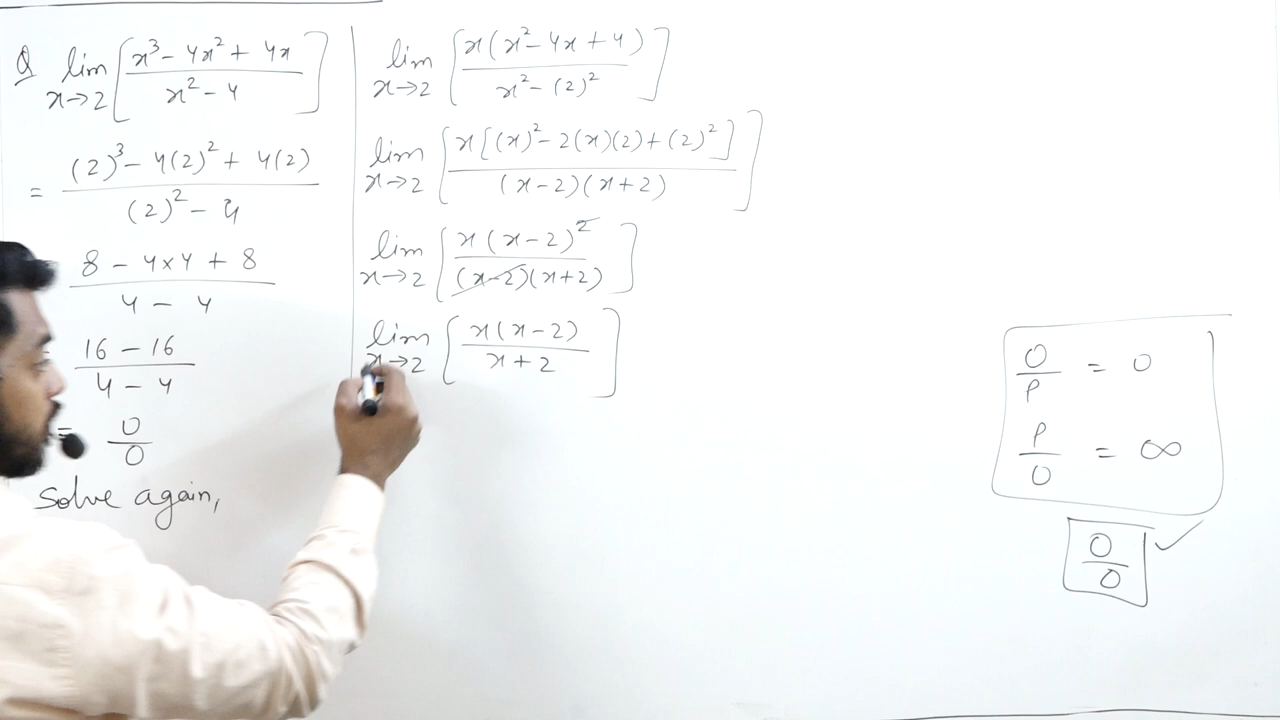 Q lim x→2 [ (x³ - 4x² + 4x) / (x² - 4) ]
= ((2)³ - 4(2)² + 4(2)) / ((2)² - 4)
(8 - 4×4 + 8) / (4 - 4)
(16 - 16) / (4 - 4)
= 0/0
Solve again,
lim x→2 [ x(x² - 4x + 4) / (x² - (2)²) ]
lim x→2 [ x[(x)² - 2(x)(2) + (2)²] / ((x-2)(x+2)) ]
lim x→2 [ x(x-2)² / ((x-2)(x+2)) ]
lim x→2 [ x(x-2) / (x+2) ]
0/P = 0
P/0 = ∞
0/0 ✓